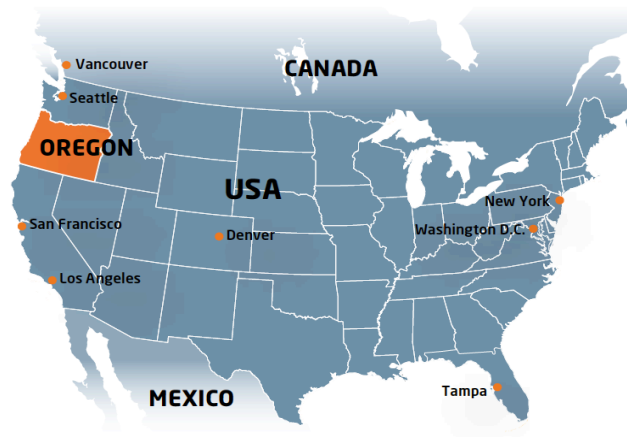 Vancouver
CANADA
Seattle
OREGON
USA
New York
San Francisco
Washington D.C.
Denver
Los Angeles
Tampa
MEXICO